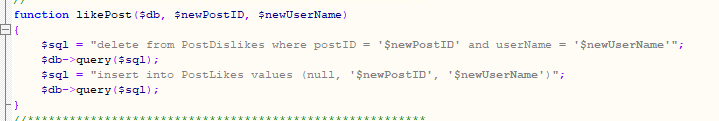 //
function likePost($db, $newPostID, $newUserName)
{
$sql = "delete from PostDislikes where postID = '$newPostID' and userName = '$newUserName'";
$db->query($sql);
$sql = "insert into PostLikes values (null, '$newPostID', '$newUserName')";
$db->query($sql);
}
//*********************************************************